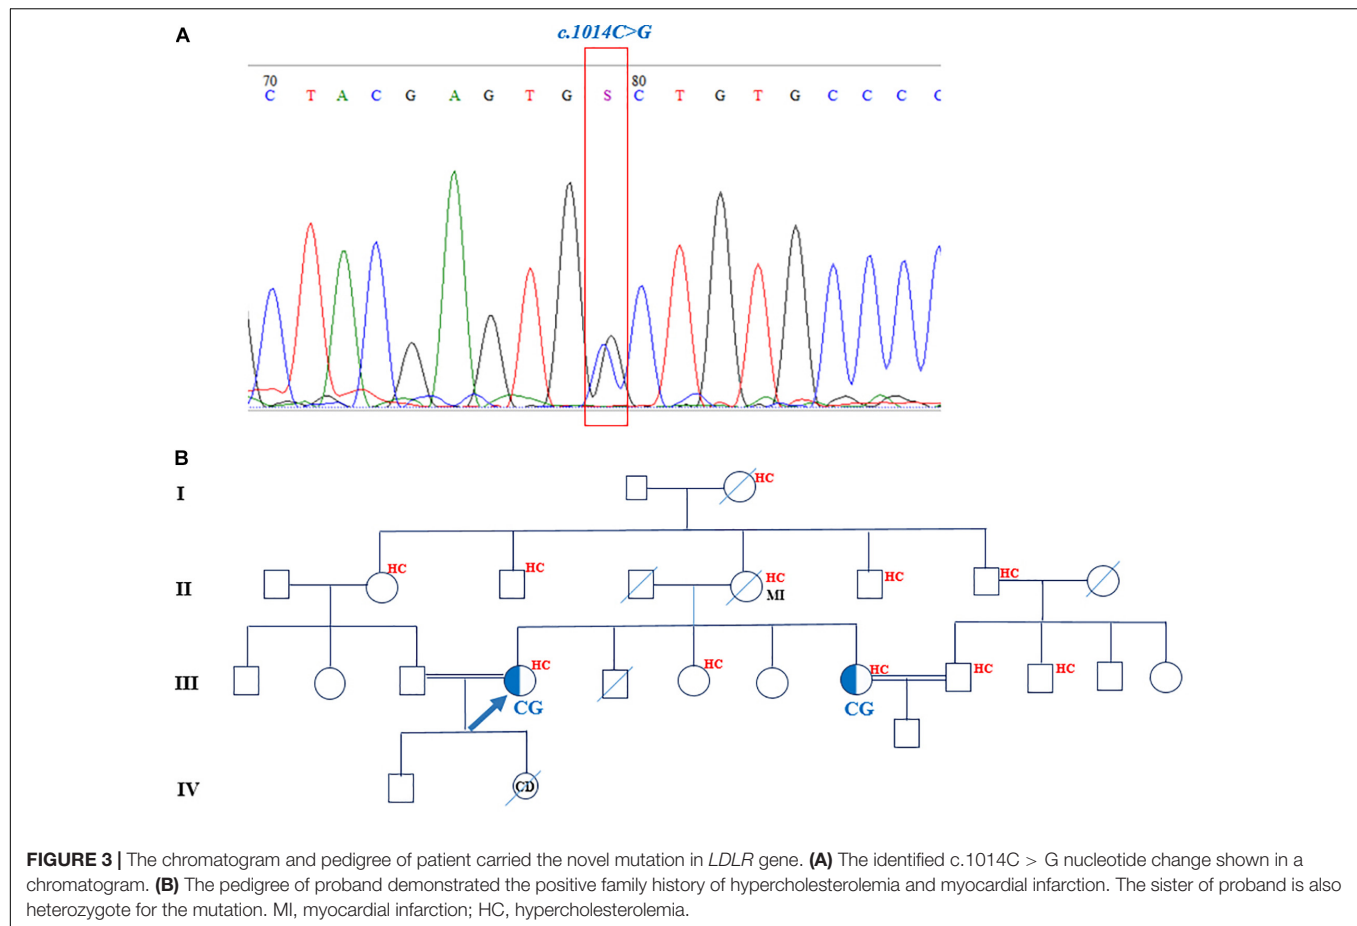 A
c.1014C>G
70 80
C T A C G A G T G S C T G T G C C C C
B
I
HC
II
HC HC HC MI HC HC
III
HC HC HC HC HC
CG CG
IV
CD
FIGURE 3 | The chromatogram and pedigree of patient carried the novel mutation in LDLR gene. (A) The identified c.1014C > G nucleotide change shown in a
chromatogram. (B) The pedigree of proband demonstrated the positive family history of hypercholesterolemia and myocardial infarction. The sister of proband is also
heterozygote for the mutation. MI, myocardial infarction; HC, hypercholesterolemia.